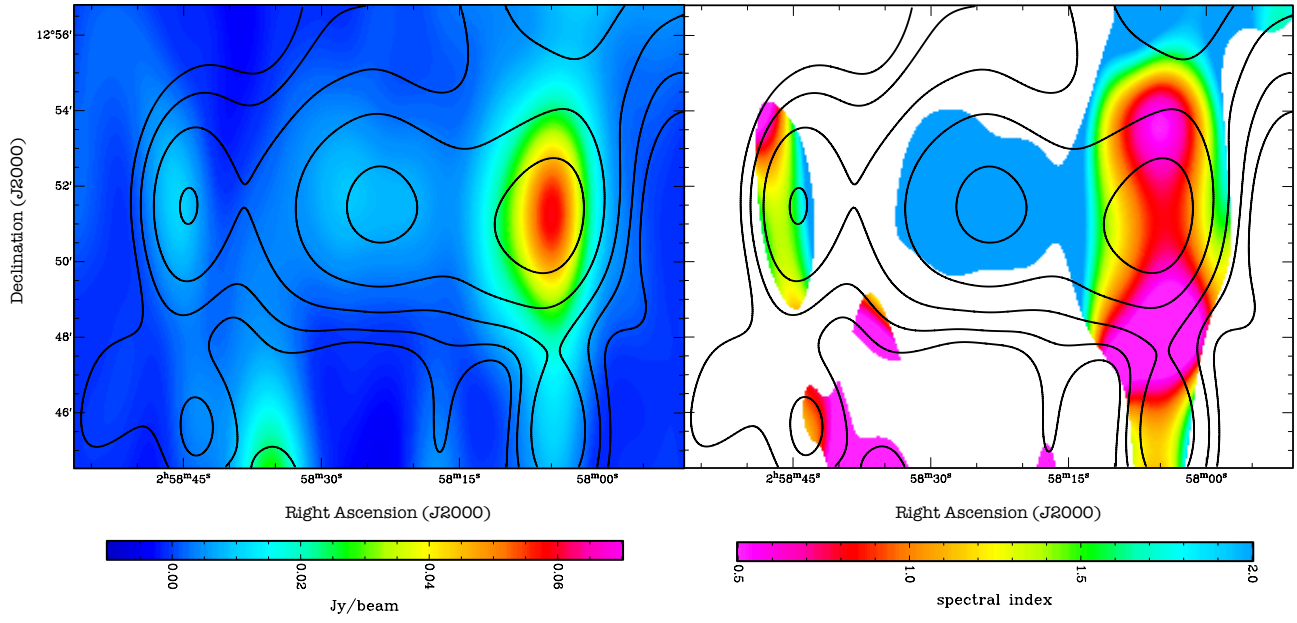 Declination (J2000)
12°56′
54′
52′
50′
48′
46′
2ʰ58ᵐ45ˢ 58ᵐ30ˢ 58ᵐ15ˢ 58ᵐ00ˢ
2ʰ58ᵐ45ˢ 58ᵐ30ˢ 58ᵐ15ˢ 58ᵐ00ˢ
Right Ascension (J2000)
Right Ascension (J2000)
0.00 0.02 0.04 0.06
Jy/beam
0.5 1.0 1.5 2.0
spectral index